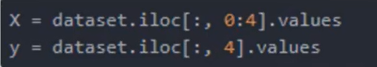 X = dataset.iloc[:, 0:4].values
y = dataset.iloc[:, 4].values